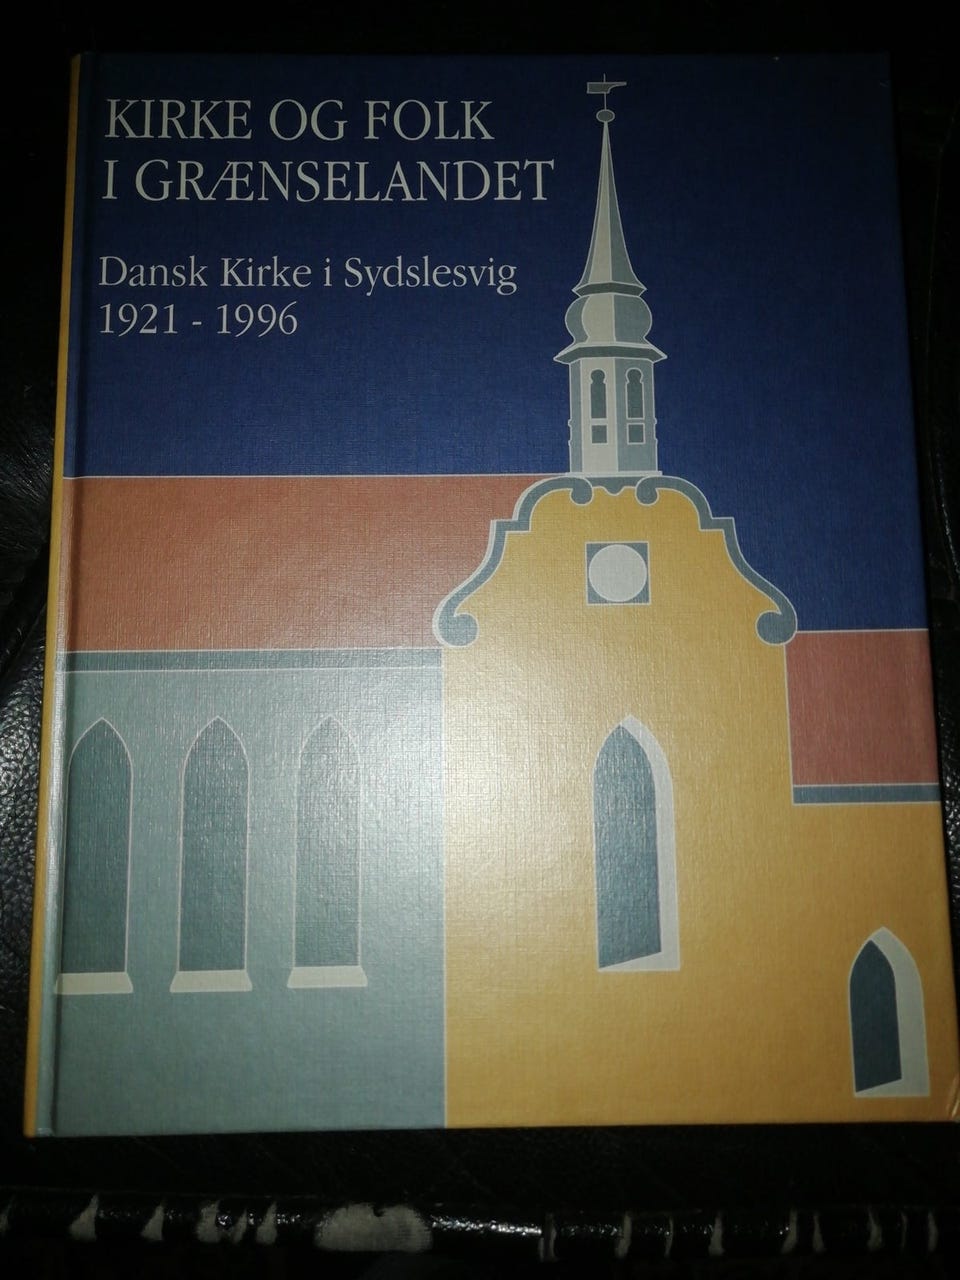 KIRKE OG FOLK
I GRÆNSELANDET
Dansk Kirke i Sydslesvig
1921 - 1996